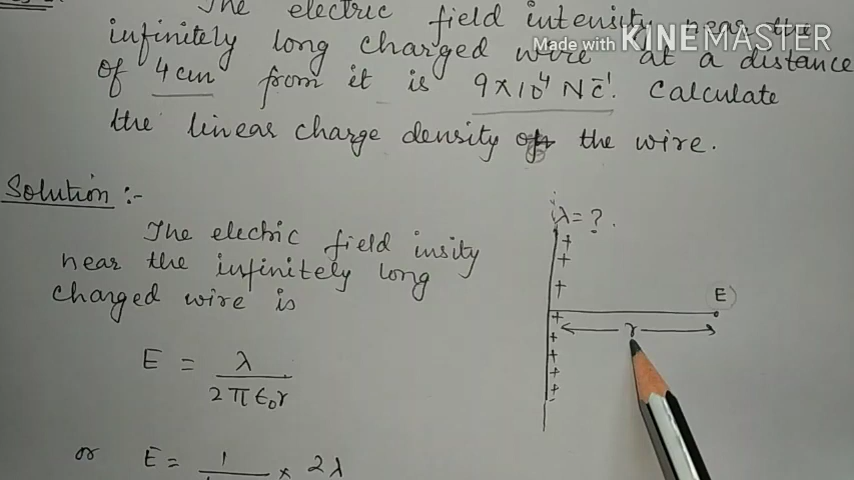 The electric field intensity near the
Made with KINEMASTER
infinitely long charged wire at a distance
of 4 cm from it is 9×10⁴ NC⁻¹. Calculate
the linear charge density of the wire.
Solution :-
The electric field insity
near the infinitely long
charged wire is
λ = ?
E
r
E = λ / 2πϵ₀r
or E = 1 × 2λ